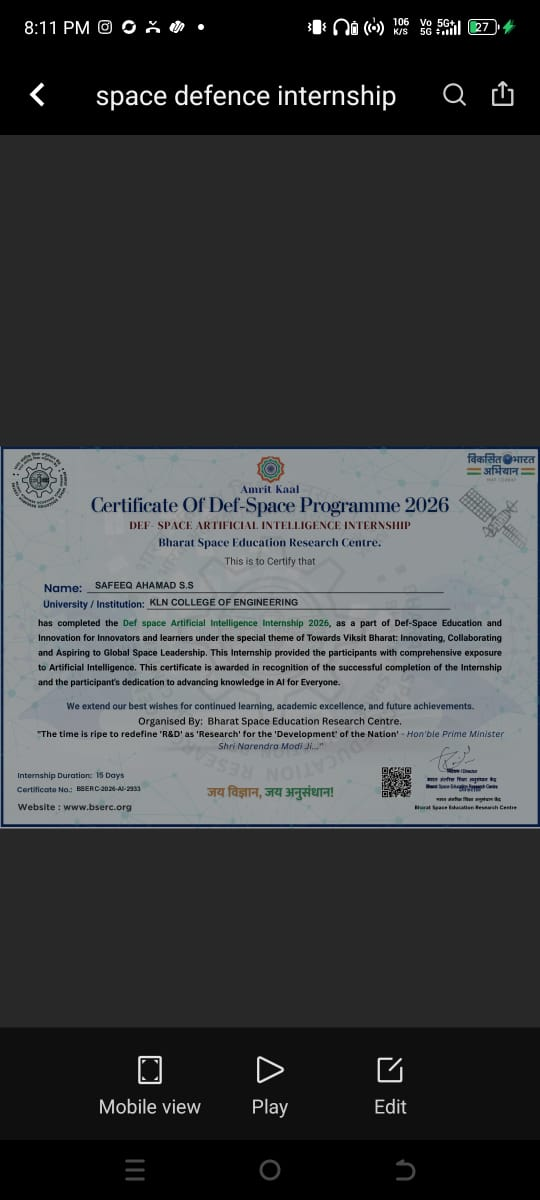 8:11 PM
106 K/S Vo 5G 5G+ 27
space defence internship
विकसित भारत
अभियान
Amrit Kaal
Certificate Of Def-Space Programme 2026
DEF- SPACE ARTIFICIAL INTELLIGENCE INTERNSHIP
Bharat Space Education Research Centre.
This is to Certify that
Name: SAFEEQ AHAMAD S.S
University / Institution: KLN COLLEGE OF ENGINEERING
has completed the Def space Artificial Intelligence Internship 2026, as a part of Def-Space Education and
Innovation for Innovators and learners under the special theme of Towards Viksit Bharat: Innovating, Collaborating
and Aspiring to Global Space Leadership. This Internship provided the participants with comprehensive exposure
to Artificial Intelligence. This certificate is awarded in recognition of the successful completion of the Internship
and the participant's dedication to advancing knowledge in AI for Everyone.
We extend our best wishes for continued learning, academic excellence, and future achievements.
Organised By: Bharat Space Education Research Centre.
"The time is ripe to redefine 'R&D' as 'Research' for the 'Development' of the Nation' - Hon'ble Prime Minister
Shri Narendra Modi Ji..."
Internship Duration: 15 Days
Certificate No.: BSERC-2026-AI-2933
Website : www.bserc.org
जय विज्ञान, जय अनुसंधान!
भारत अंतरिक्ष शिक्षा अनुसंधान केंद्र
Bharat Space Education Research Centre
Mobile view
Play
Edit